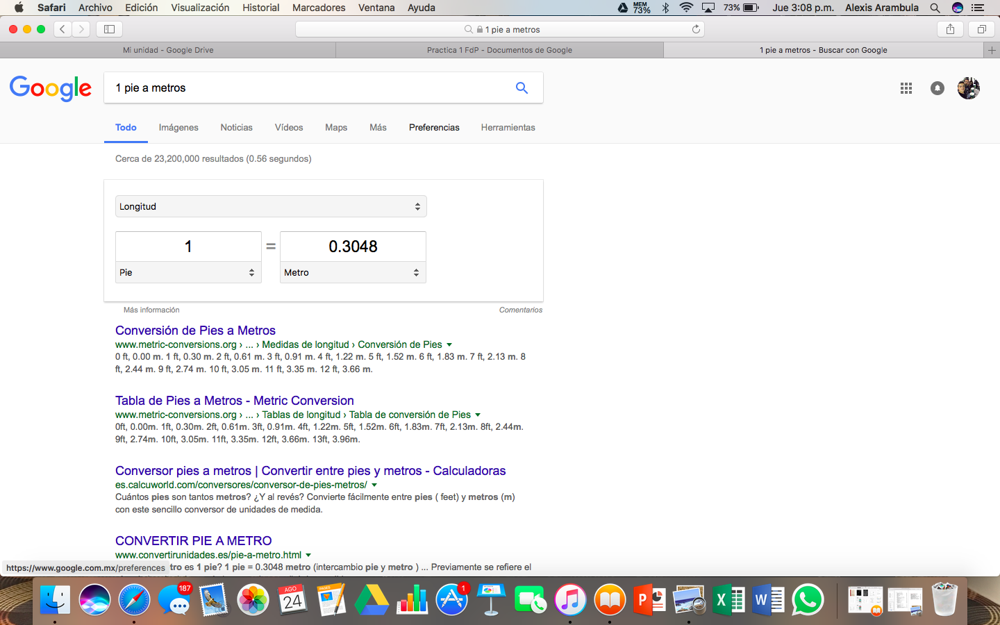 Safari Archivo Edición Visualización Historial Marcadores Ventana Ayuda MEM 73% 73% Jue 3:08 p.m. Alexis Arambula
1 pie a metros
Mi unidad - Google Drive Practica 1 FdP - Documentos de Google 1 pie a metros - Buscar con Google
Google 1 pie a metros
Todo Imágenes Noticias Vídeos Maps Más Preferencias Herramientas
Cerca de 23,200,000 resultados (0.56 segundos)
Longitud
1 = 0.3048
Pie Metro
Más información Comentarios
Conversión de Pies a Metros
www.metric-conversions.org › ... › Medidas de longitud › Conversión de Pies
0 ft, 0.00 m. 1 ft, 0.30 m. 2 ft, 0.61 m. 3 ft, 0.91 m. 4 ft, 1.22 m. 5 ft, 1.52 m. 6 ft, 1.83 m. 7 ft, 2.13 m. 8
ft, 2.44 m. 9 ft, 2.74 m. 10 ft, 3.05 m. 11 ft, 3.35 m. 12 ft, 3.66 m.
Tabla de Pies a Metros - Metric Conversion
www.metric-conversions.org › ... › Tablas de longitud › Tabla de conversión de Pies
0ft, 0.00m. 1ft, 0.30m. 2ft, 0.61m. 3ft, 0.91m. 4ft, 1.22m. 5ft, 1.52m. 6ft, 1.83m. 7ft, 2.13m. 8ft, 2.44m.
9ft, 2.74m. 10ft, 3.05m. 11ft, 3.35m. 12ft, 3.66m. 13ft, 3.96m.
Conversor pies a metros | Convertir entre pies y metros - Calculadoras
es.calcuworld.com/conversores/conversor-de-pies-metros/
Cuántos pies son tantos metros? ¿Y al revés? Convierte fácilmente entre pies ( feet) y metros (m)
con este sencillo conversor de unidades de medida.
CONVERTIR PIE A METRO
www.convertirunidades.es/pie-a-metro.html
https://www.google.com.mx/preferences tro es 1 pie? 1 pie = 0.3048 metro (intercambio pie y metro ) ... Previamente se refiere el
187 AGO 24 PAGES 1 P X W